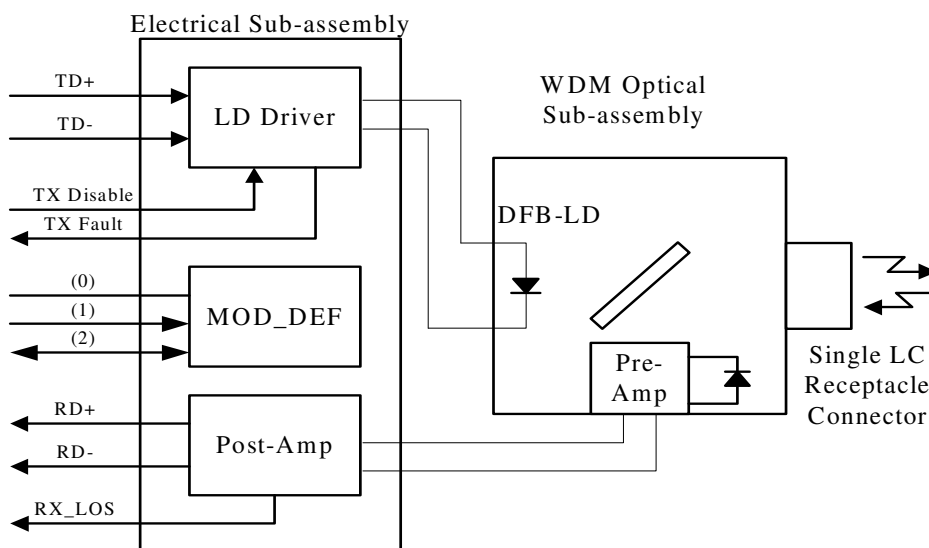 Electrical Sub-assembly
TD+
TD-
LD Driver
TX Disable
TX Fault
WDM Optical
Sub-assembly
DFB-LD
(0)
(1)
(2)
MOD_DEF
Pre-
Amp
Single LC
Receptacle
Connector
RD+
RD-
Post-Amp
RX_LOS